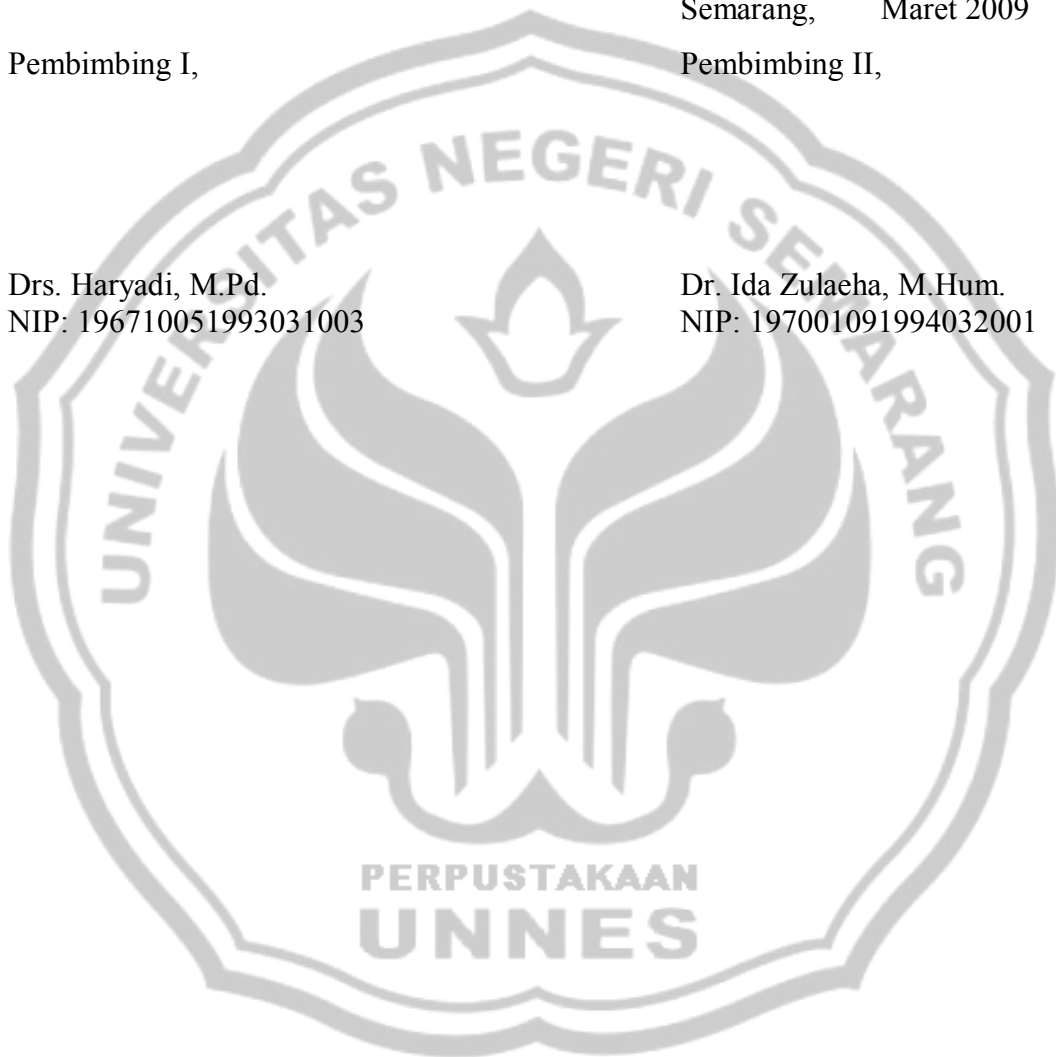 Semarang, Maret 2009
Pembimbing I, Pembimbing II,
Drs. Haryadi, M.Pd. Dr. Ida Zulaeha, M.Hum.
NIP: 196710051993031003 NIP: 197001091994032001
UNIVERSITAS NEGERI SEMARANG
PERPUSTAKAAN
UNNES